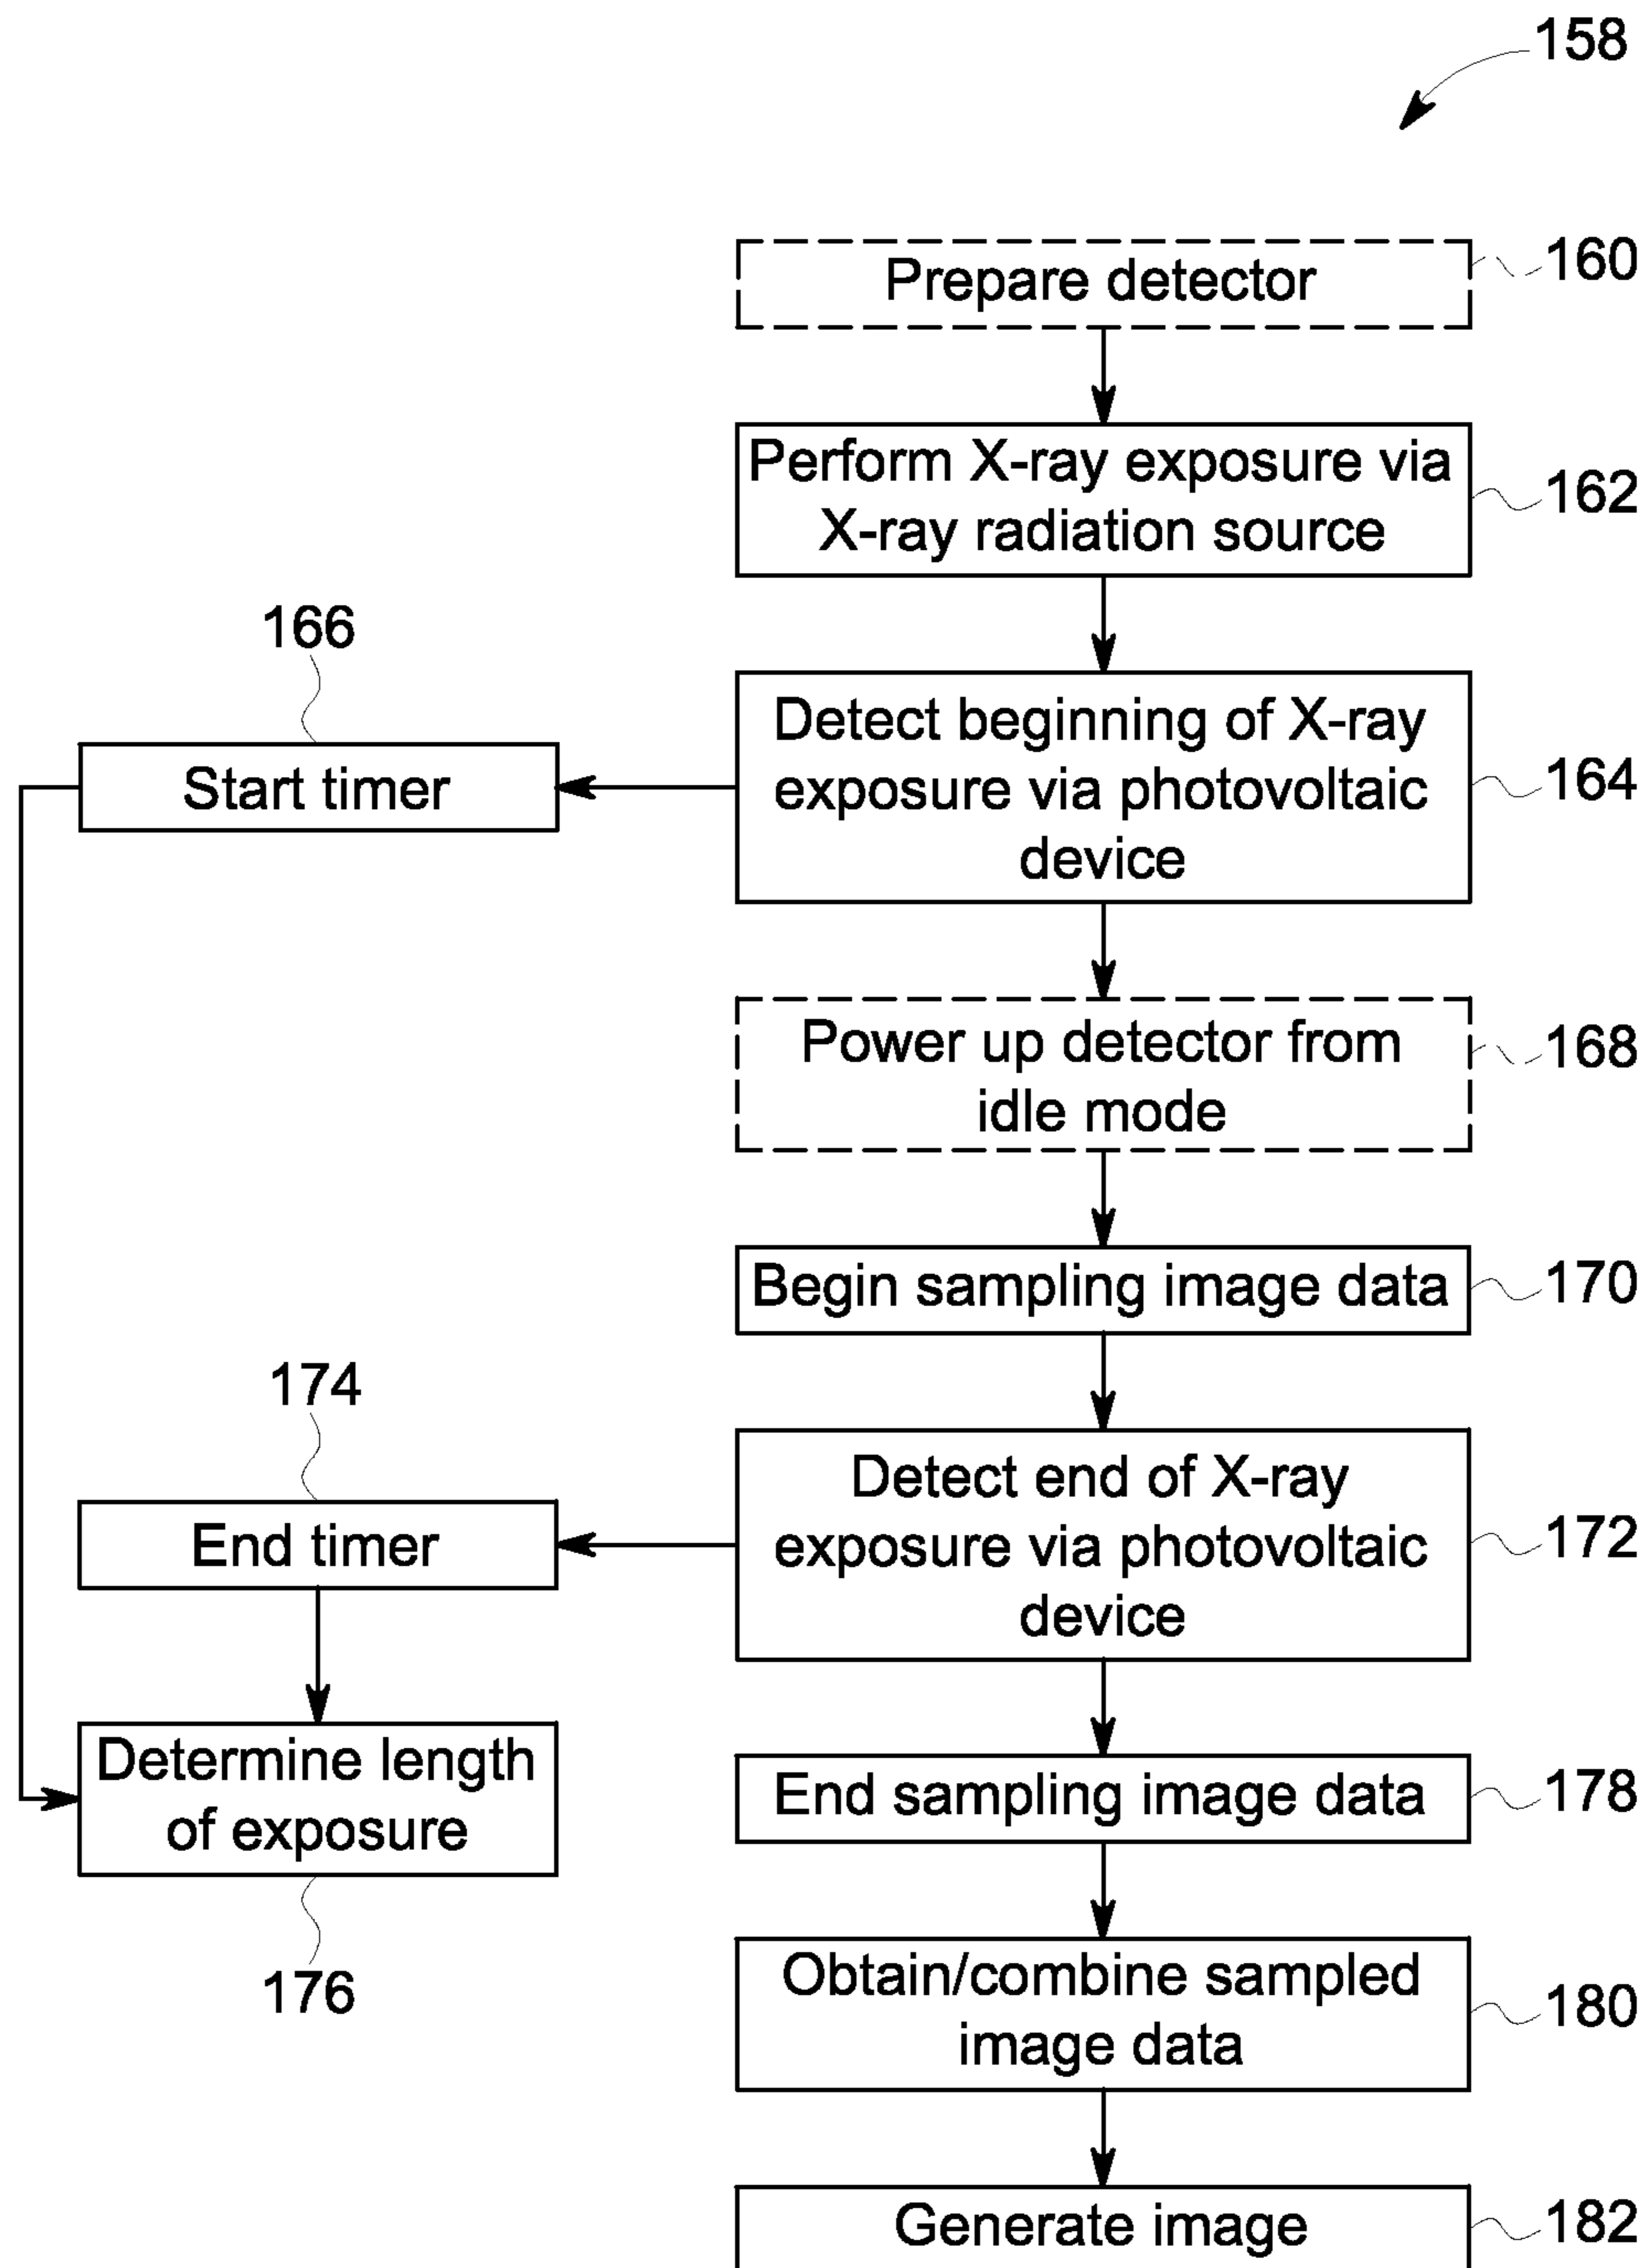 158
Prepare detector
160
Perform X-ray exposure via
X-ray radiation source
162
166
Start timer
Detect beginning of X-ray
exposure via photovoltaic
device
164
Power up detector from
idle mode
168
Begin sampling image data
170
174
End timer
Detect end of X-ray
exposure via photovoltaic
device
172
Determine length
of exposure
176
End sampling image data
178
Obtain/combine sampled
image data
180
Generate image
182